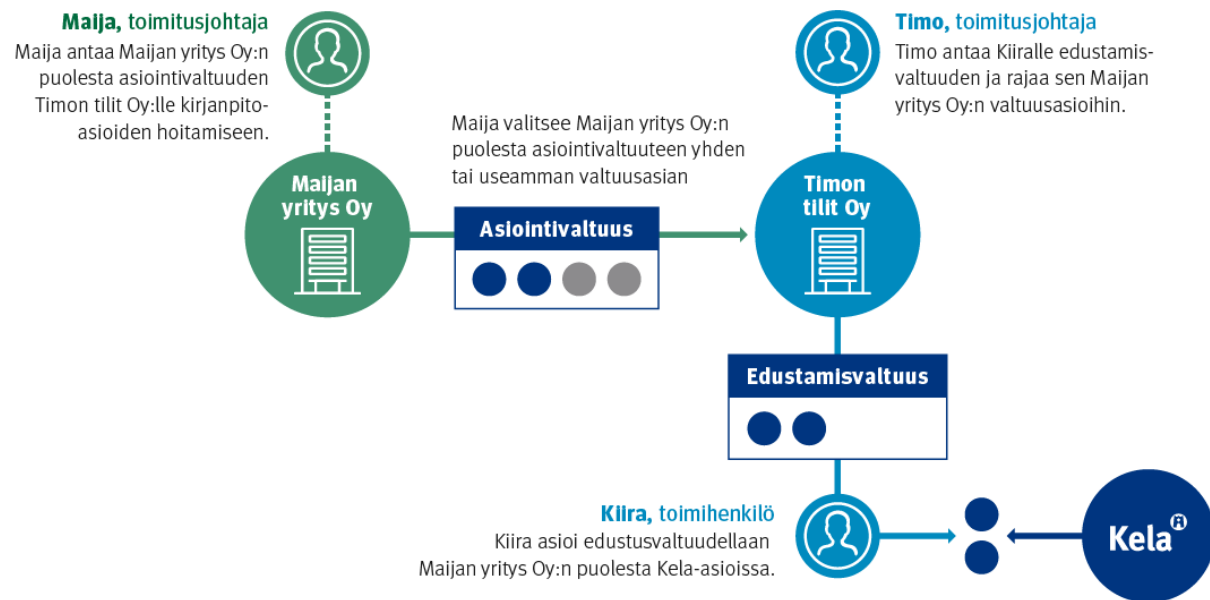 Maija, toimitusjohtaja
Maija antaa Maijan yritys Oy:n
puolesta asiointivaltuuden
Timon tilit Oy:lle kirjanpito-
asioiden hoitamiseen.
Timo, toimitusjohtaja
Timo antaa Kiiralle edustamis-
valtuuden ja rajaa sen Maijan
yritys Oy:n valtuusasioihin.
Maija valitsee Maijan yritys Oy:n
puolesta asiointivaltuuteen yhden
tai useamman valtuusasian
Maijan
yritys Oy
Asiointivaltuus
Timon
tilit Oy
Edustamisvaltuus
Kiira, toimihenkilö
Kiira asioi edustusvaltuudellaan
Maijan yritys Oy:n puolesta Kela-asioissa.
Kela